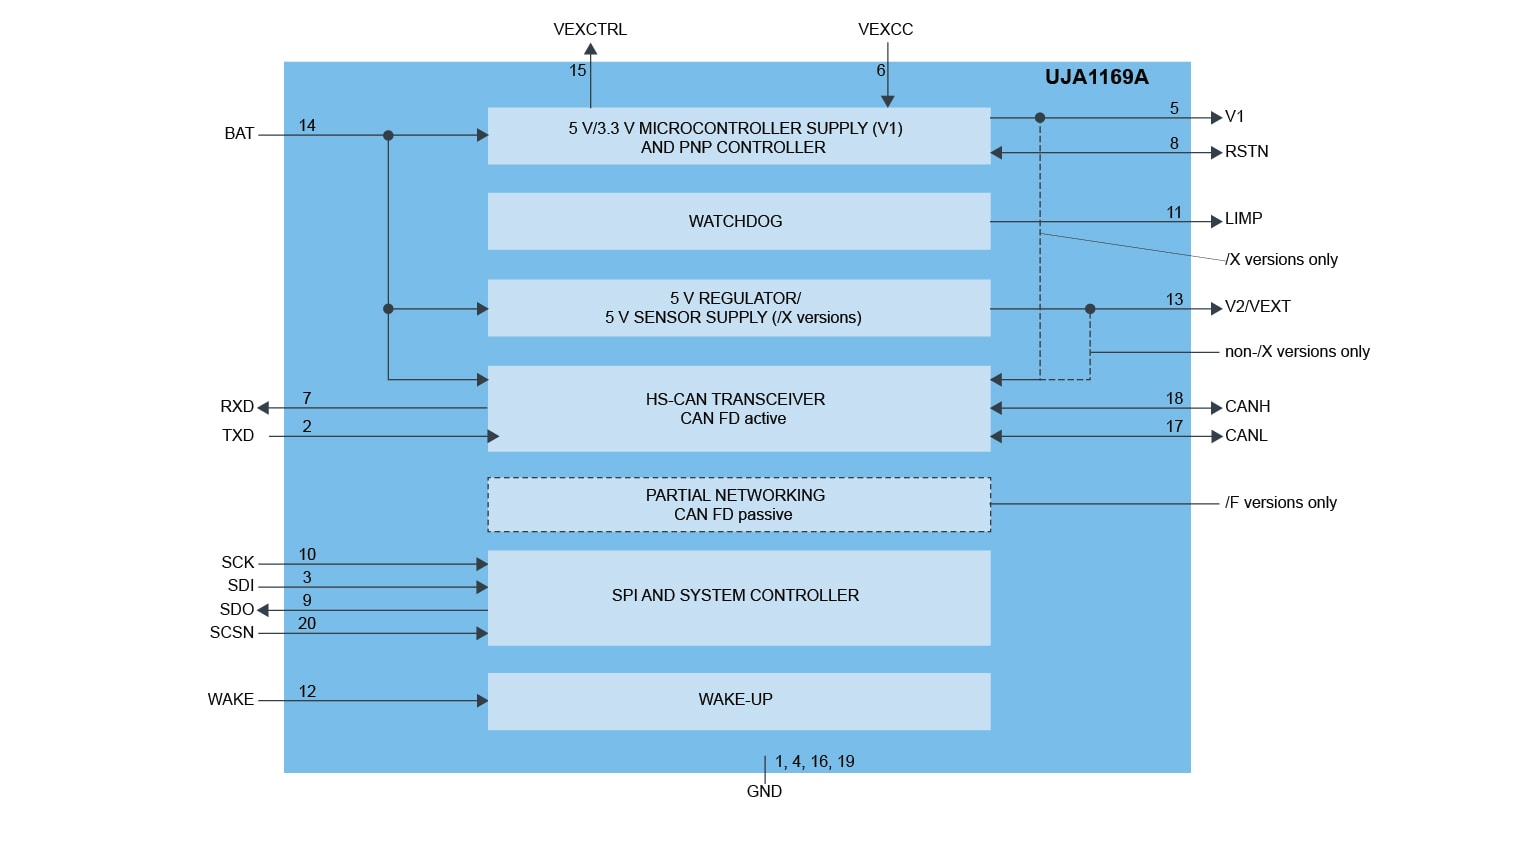 VEXCTRL
VEXCC
15
6
UJA1169A
BAT
14
5 V/3.3 V MICROCONTROLLER SUPPLY (V1)
AND PNP CONTROLLER
5
V1
8
RSTN
WATCHDOG
11
LIMP
/X versions only
5 V REGULATOR/
5 V SENSOR SUPPLY (/X versions)
13
V2/VEXT
non-/X versions only
RXD
7
TXD
2
HS-CAN TRANSCEIVER
CAN FD active
18
CANH
17
CANL
PARTIAL NETWORKING
CAN FD passive
/F versions only
SCK
10
SDI
3
SDO
9
SCSN
20
SPI AND SYSTEM CONTROLLER
WAKE
12
WAKE-UP
1, 4, 16, 19
GND